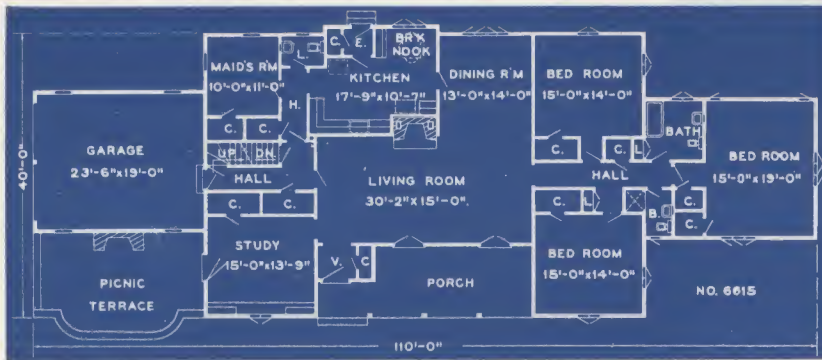 C.
E.
BRK
NOOK
L.
MAID'S R'M
10'-0"x11'-0"
KITCHEN
17'-9"x10'-7"
DINING R'M
13'-0"x14'-0"
BED ROOM
15'-0"x14'-0"
H.
C.
C.
BATH
GARAGE
23'-6"x19'-0"
UP
DN.
C.
C.
L.
BED ROOM
15'-0"x19'-0"
40'-0"
HALL
LIVING ROOM
30'-2"x15'-0"
HALL
C.
C.
C.
L.
B.
C.
C.
STUDY
15'-0"x13'-9"
BED ROOM
15'-0"x14'-0"
V.
C
PICNIC
TERRACE
PORCH
NO. 6615
110'-0"